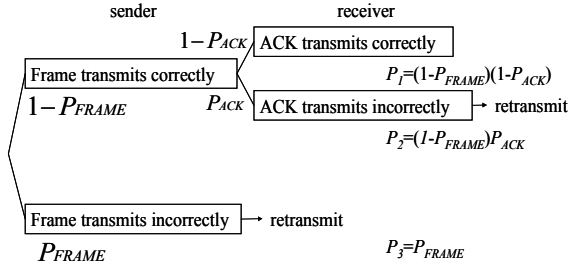 sender receiver
1-P_ACK ACK transmits correctly
Frame transmits correctly
P_1=(1-P_FRAME)(1-P_ACK)
1-P_FRAME P_ACK ACK transmits incorrectly retransmit
P_2=(1-P_FRAME)P_ACK
Frame transmits incorrectly retransmit
P_FRAME P_3=P_FRAME